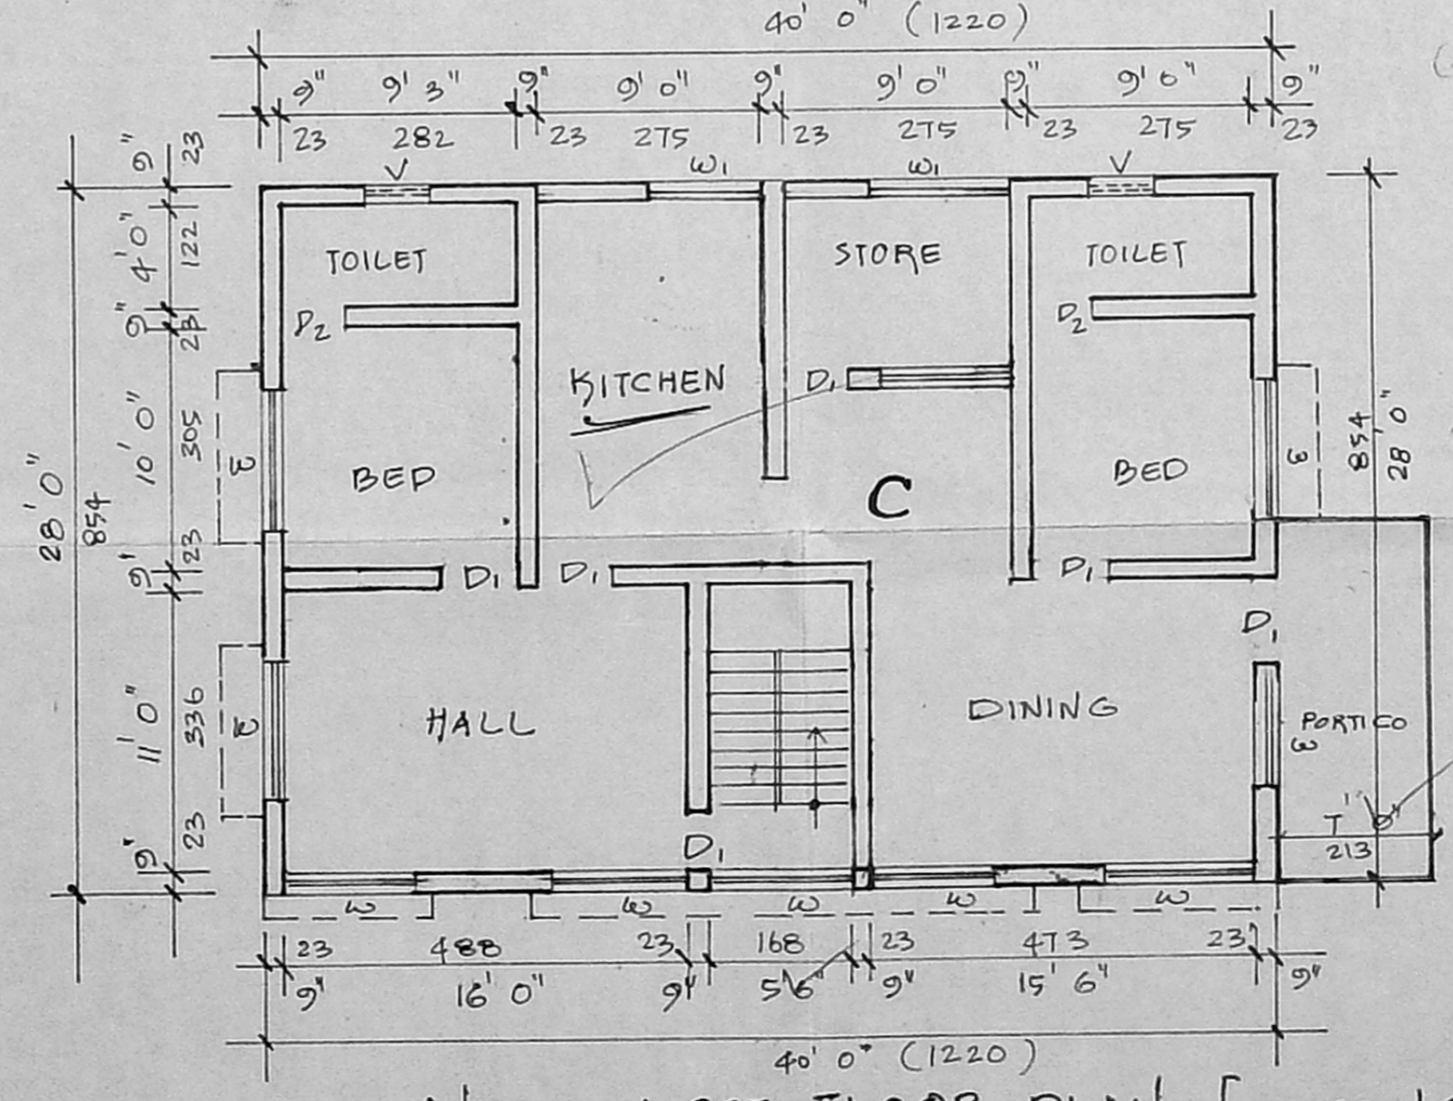 40' 0" (1220)
9" 9' 3" 9" 9' 0" 9" 9' 0" 9" 9' 0" 9"
23 282 23 275 23 275 23 275 23
V W1 W1 V
9" 23
4' 0" 122
9" 23
10' 0" 305
9" 23
11' 0" 336
9" 23
28' 0"
854
TOILET STORE TOILET
D2 D2
KITCHEN D1
W BED C BED W
854
28' 0"
D1 D1 D1
D1
W HALL DINING PORTICO
W
7' 0"
213
D1
W W W W W
23 488 23 168 23 473 23
9" 16' 0" 9" 5' 6" 9" 15' 6" 9"
40' 0" (1220)
FLOOR PLAN